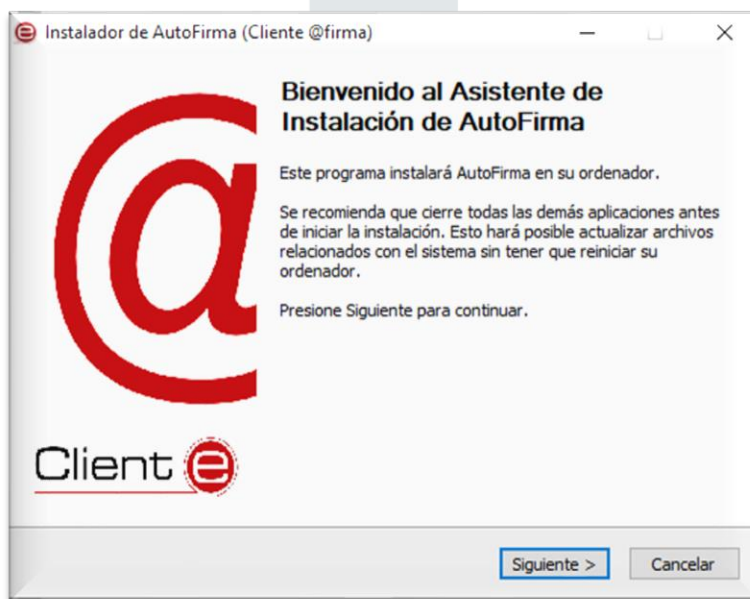 Instalador de AutoFirma (Cliente @firma)
Bienvenido al Asistente de
Instalación de AutoFirma
Este programa instalará AutoFirma en su ordenador.
Se recomienda que cierre todas las demás aplicaciones antes
de iniciar la instalación. Esto hará posible actualizar archivos
relacionados con el sistema sin tener que reiniciar su
ordenador.
Presione Siguiente para continuar.
@
Client e
Siguiente > Cancelar